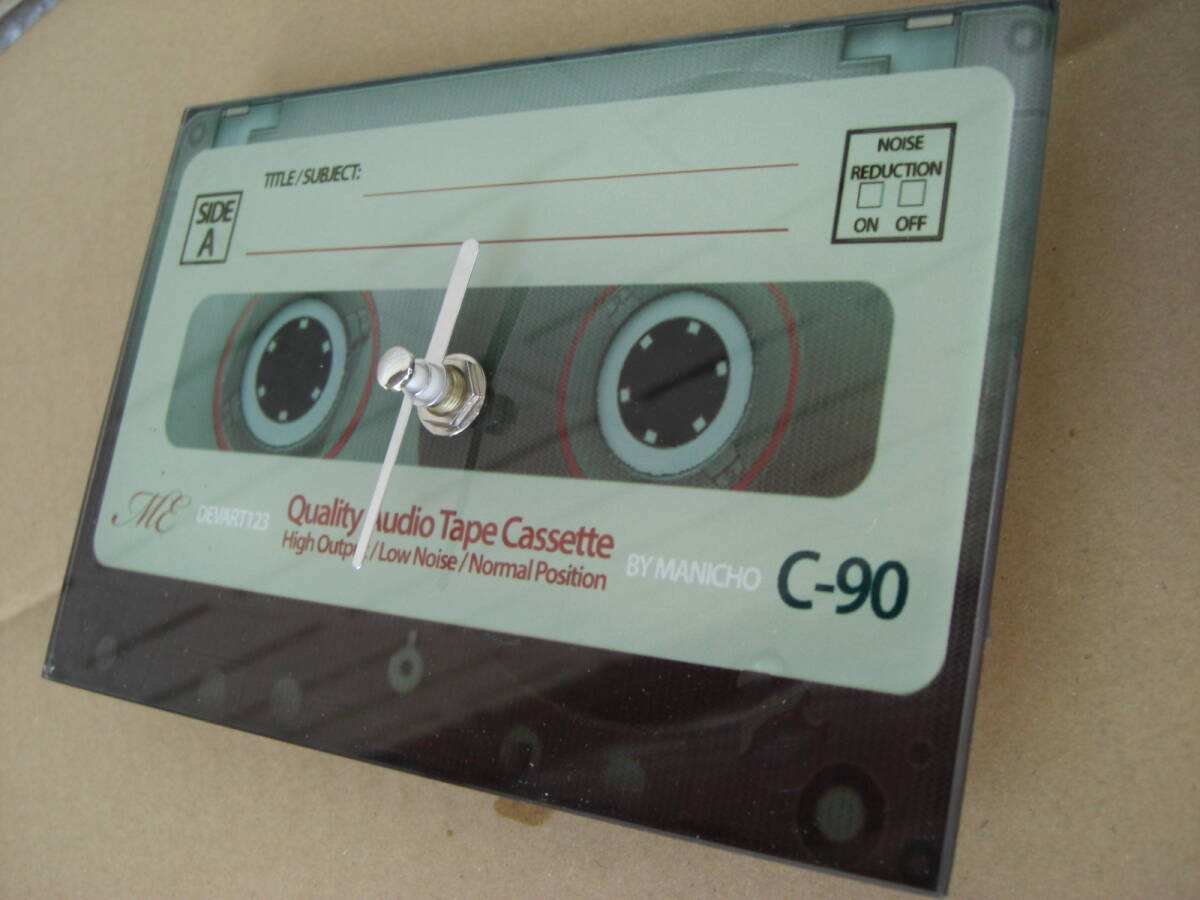 TITLE / SUBJECT:
SIDE
A
NOISE
REDUCTION
ON OFF
ME
DEVART123
Quality Audio Tape Cassette
High Output / Low Noise / Normal Position
BY MANICHO
C-90